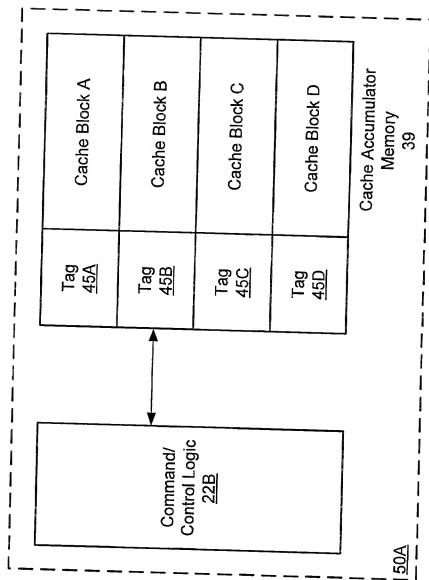 Command/
Control Logic
22B
Tag
45A
Cache Block A
Tag
45B
Cache Block B
Tag
45C
Cache Block C
Tag
45D
Cache Block D
Cache Accumulator
Memory
39
50A